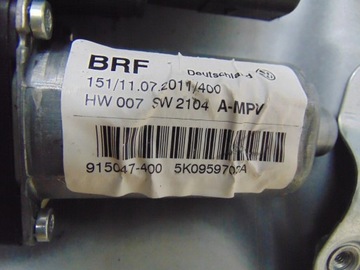 BRF
Deutschland
151/11.07.2011/400
HW 007 SW 2104 A-MPV
915047-400 5K0959702A